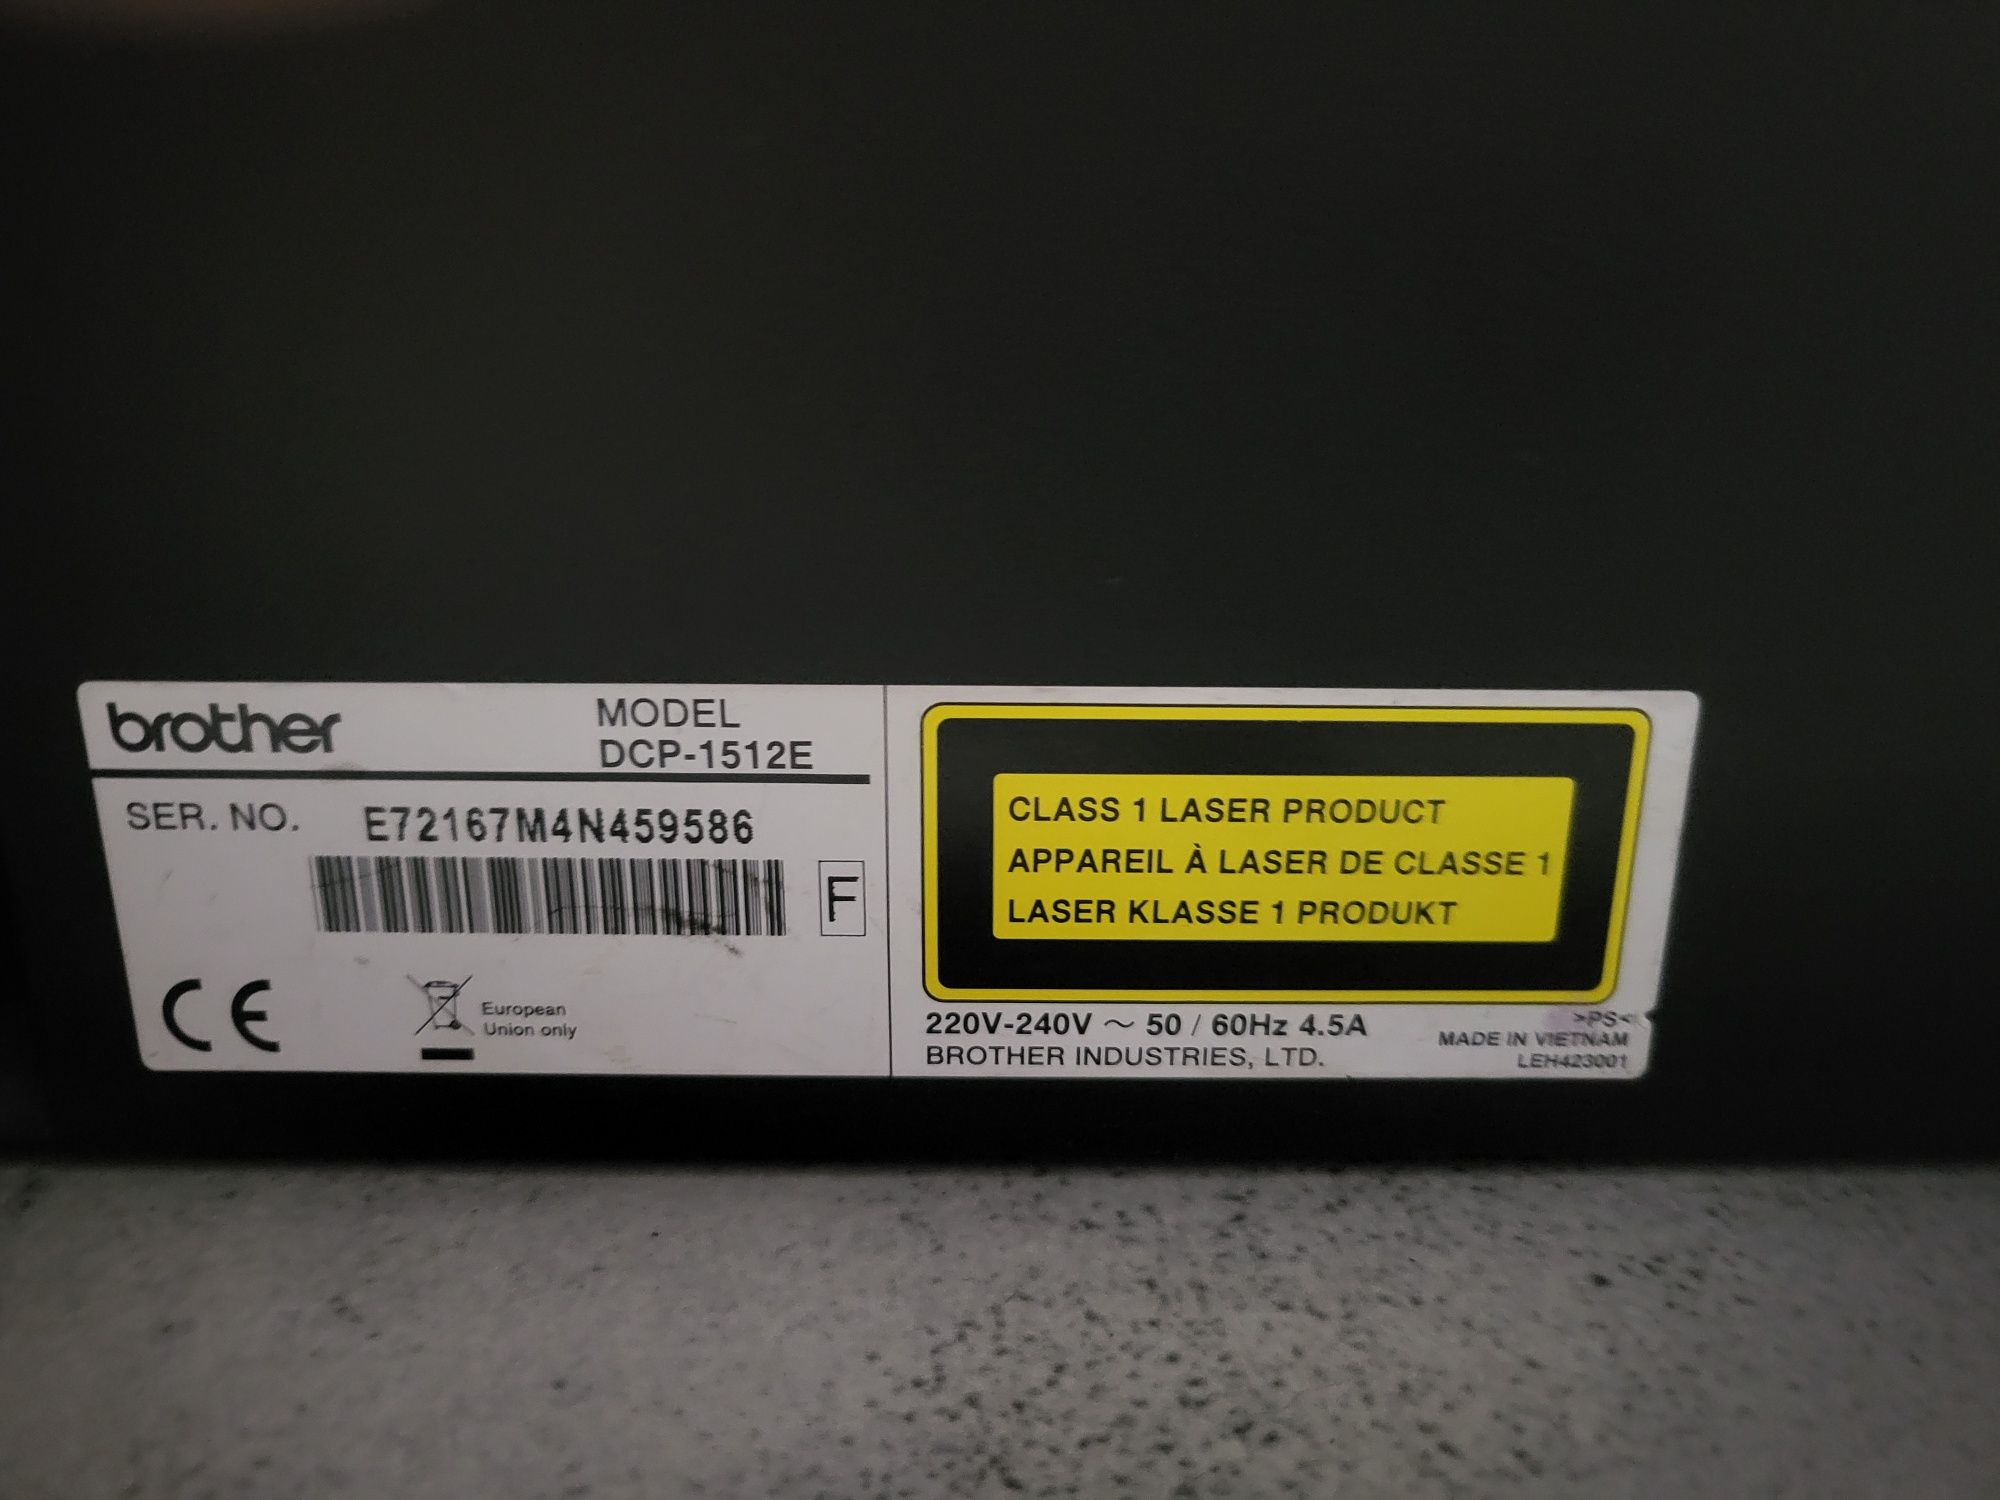 brother
MODEL
DCP-1512E
SER. NO. E72167M4N459586
F
CE
European
Union only
CLASS 1 LASER PRODUCT
APPAREIL À LASER DE CLASSE 1
LASER KLASSE 1 PRODUKT
220V-240V ~ 50 / 60Hz 4.5A
BROTHER INDUSTRIES, LTD.
>PS<
MADE IN VIETNAM
LEH423001